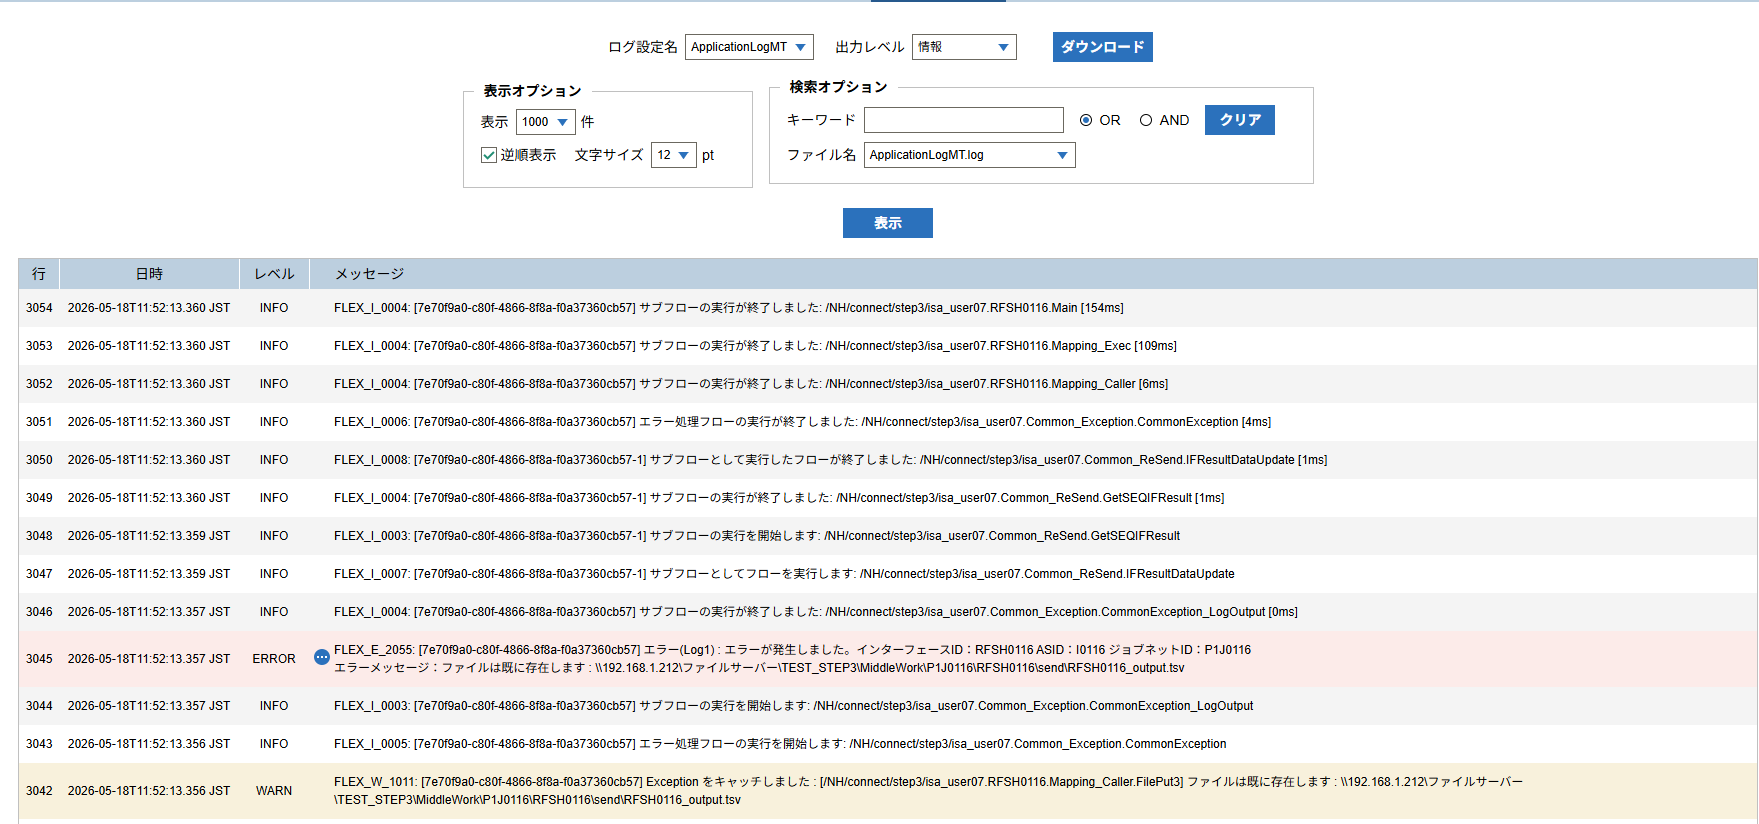 ログ設定名 ApplicationLogMT 出力レベル 情報 ダウンロード
表示オプション
表示 1000 件
逆順表示 文字サイズ 12 pt
検索オプション
キーワード OR AND クリア
ファイル名 ApplicationLogMT.log
表示
行 日時 レベル メッセージ
3054 2026-05-18T11:52:13.360 JST INFO FLEX_I_0004: [7e70f9a0-c80f-4866-8f8a-f0a37360cb57] サブフローの実行が終了しました: /NH/connect/step3/isa_user07.RFSH0116.Main [154ms]
3053 2026-05-18T11:52:13.360 JST INFO FLEX_I_0004: [7e70f9a0-c80f-4866-8f8a-f0a37360cb57] サブフローの実行が終了しました: /NH/connect/step3/isa_user07.RFSH0116.Mapping_Exec [109ms]
3052 2026-05-18T11:52:13.360 JST INFO FLEX_I_0004: [7e70f9a0-c80f-4866-8f8a-f0a37360cb57] サブフローの実行が終了しました: /NH/connect/step3/isa_user07.RFSH0116.Mapping_Caller [6ms]
3051 2026-05-18T11:52:13.360 JST INFO FLEX_I_0006: [7e70f9a0-c80f-4866-8f8a-f0a37360cb57] エラー処理フローの実行が終了しました: /NH/connect/step3/isa_user07.Common_Exception.CommonException [4ms]
3050 2026-05-18T11:52:13.360 JST INFO FLEX_I_0008: [7e70f9a0-c80f-4866-8f8a-f0a37360cb57-1] サブフローとして実行したフローが終了しました: /NH/connect/step3/isa_user07.Common_ReSend.IFResultDataUpdate [1ms]
3049 2026-05-18T11:52:13.360 JST INFO FLEX_I_0004: [7e70f9a0-c80f-4866-8f8a-f0a37360cb57-1] サブフローの実行が終了しました: /NH/connect/step3/isa_user07.Common_ReSend.GetSEQIFResult [1ms]
3048 2026-05-18T11:52:13.359 JST INFO FLEX_I_0003: [7e70f9a0-c80f-4866-8f8a-f0a37360cb57-1] サブフローの実行を開始します: /NH/connect/step3/isa_user07.Common_ReSend.GetSEQIFResult
3047 2026-05-18T11:52:13.359 JST INFO FLEX_I_0007: [7e70f9a0-c80f-4866-8f8a-f0a37360cb57-1] サブフローとしてフローを実行します: /NH/connect/step3/isa_user07.Common_ReSend.IFResultDataUpdate
3046 2026-05-18T11:52:13.357 JST INFO FLEX_I_0004: [7e70f9a0-c80f-4866-8f8a-f0a37360cb57] サブフローの実行が終了しました: /NH/connect/step3/isa_user07.Common_Exception.CommonException_LogOutput [0ms]
3045 2026-05-18T11:52:13.357 JST ERROR FLEX_E_2055: [7e70f9a0-c80f-4866-8f8a-f0a37360cb57] エラー(Log1) : エラーが発生しました。インターフェースID：RFSH0116 ASID：I0116 ジョブネットID：P1J0116
エラーメッセージ：ファイルは既に存在します : \\192.168.1.212\ファイルサーバー\TEST_STEP3\MiddleWork\P1J0116\RFSH0116\send\RFSH0116_output.tsv
3044 2026-05-18T11:52:13.357 JST INFO FLEX_I_0003: [7e70f9a0-c80f-4866-8f8a-f0a37360cb57] サブフローの実行を開始します: /NH/connect/step3/isa_user07.Common_Exception.CommonException_LogOutput
3043 2026-05-18T11:52:13.356 JST INFO FLEX_I_0005: [7e70f9a0-c80f-4866-8f8a-f0a37360cb57] エラー処理フローの実行を開始します: /NH/connect/step3/isa_user07.Common_Exception.CommonException
3042 2026-05-18T11:52:13.356 JST WARN FLEX_W_1011: [7e70f9a0-c80f-4866-8f8a-f0a37360cb57] Exception をキャッチしました : [/NH/connect/step3/isa_user07.RFSH0116.Mapping_Caller.FilePut3] ファイルは既に存在します : \\192.168.1.212\ファイルサーバー
\TEST_STEP3\MiddleWork\P1J0116\RFSH0116\send\RFSH0116_output.tsv